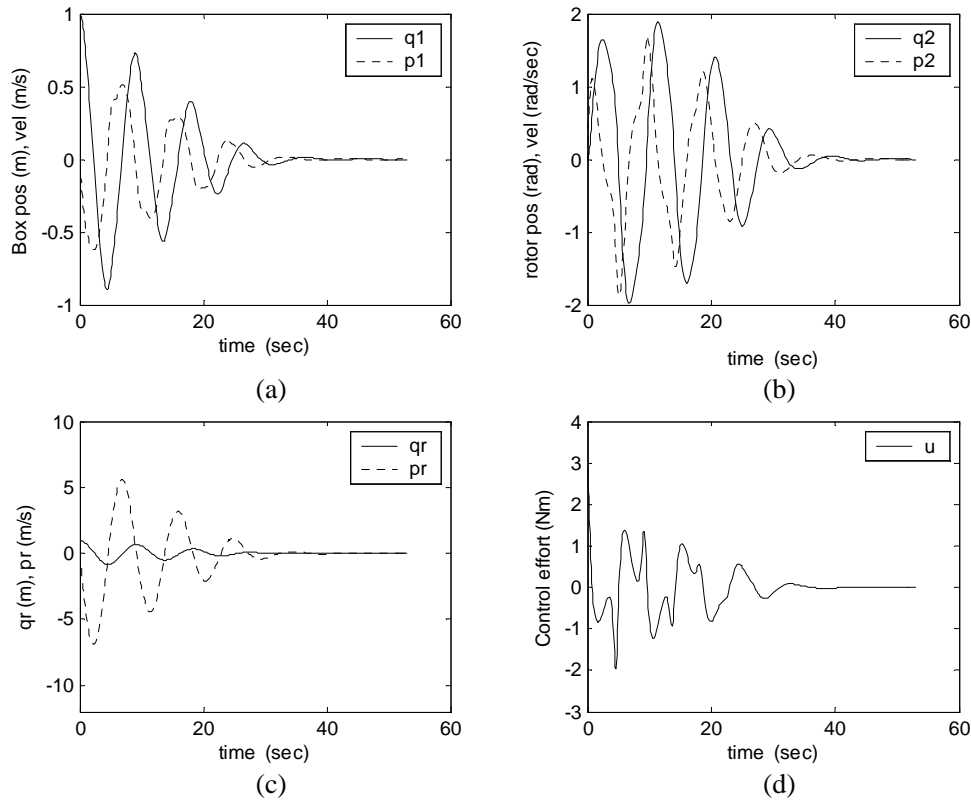 1
0.5
0
-0.5
-1
Box pos (m), vel (m/s)
q1
p1
0 20 40 60
time (sec)
(a)
2
1
0
-1
-2
rotor pos (rad), vel (rad/sec)
q2
p2
0 20 40 60
time (sec)
(b)
10
5
0
-5
-10
qr (m), pr (m/s)
qr
pr
0 20 40 60
time (sec)
(c)
4
3
2
1
0
-1
-2
-3
Control effort (Nm)
u
0 20 40 60
time (sec)
(d)